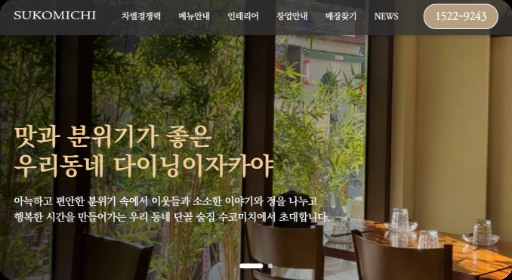 SUKOMICHI 차별경쟁력 메뉴안내 인테리어 창업안내 매장찾기 NEWS 1522-9243
맛과 분위기가 좋은
우리동네 다이닝이자카야
아늑하고 편안한 분위기 속에서 이웃들과 소소한 이야기와 정을 나누고
행복한 시간을 만들어가는 우리 동네 단골 술집 수코미치에서 초대합니다.